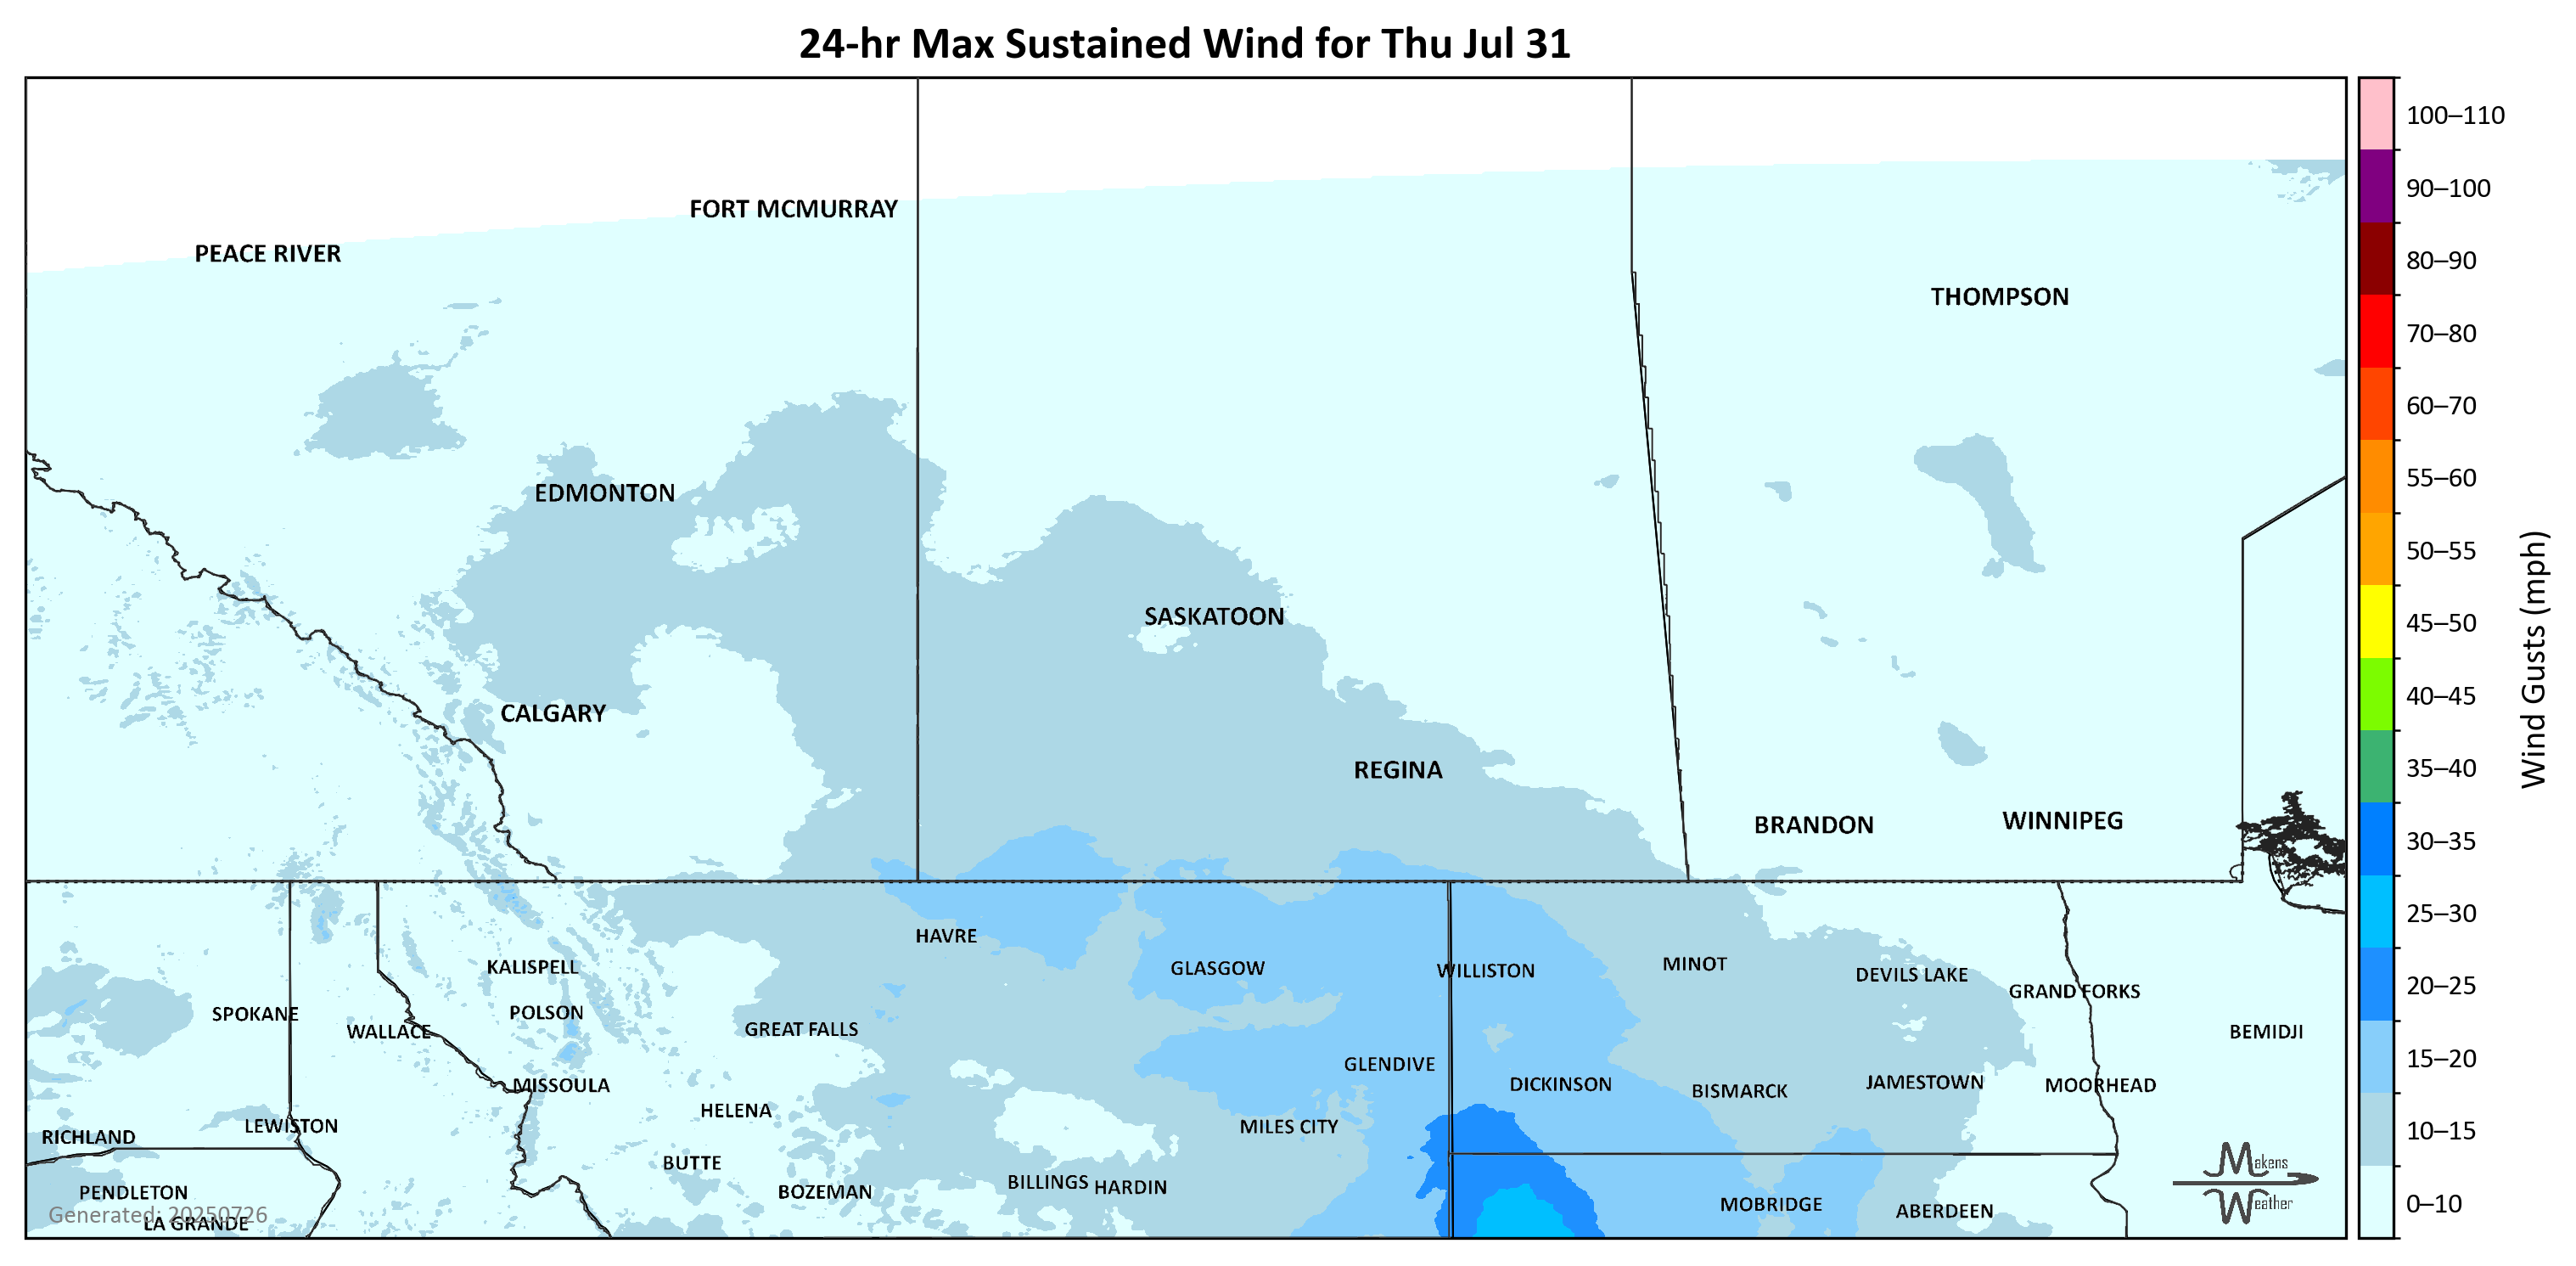 24-hr Max Sustained Wind for Thu Jul 31
100–110
90–100
80–90
70–80
60–70
55–60
50–55
45–50
40–45
35–40
30–35
25–30
20–25
15–20
10–15
0–10
Wind Gusts (mph)
FORT MCMURRAY
PEACE RIVER
THOMPSON
EDMONTON
SASKATOON
CALGARY
REGINA
BRANDON
WINNIPEG
HAVRE
KALISPELL
GLASGOW
WILLISTON
MINOT
DEVILS LAKE
GRAND FORKS
SPOKANE
POLSON
WALLACE
GREAT FALLS
BEMIDJI
GLENDIVE
MISSOULA
DICKINSON
BISMARCK
JAMESTOWN
MOORHEAD
HELENA
LEWISTON
MILES CITY
RICHLAND
BUTTE
PENDLETON
BOZEMAN
BILLINGS
HARDIN
MOBRIDGE
ABERDEEN
Generated: 20250726
LA GRANDE
Makens
Weather